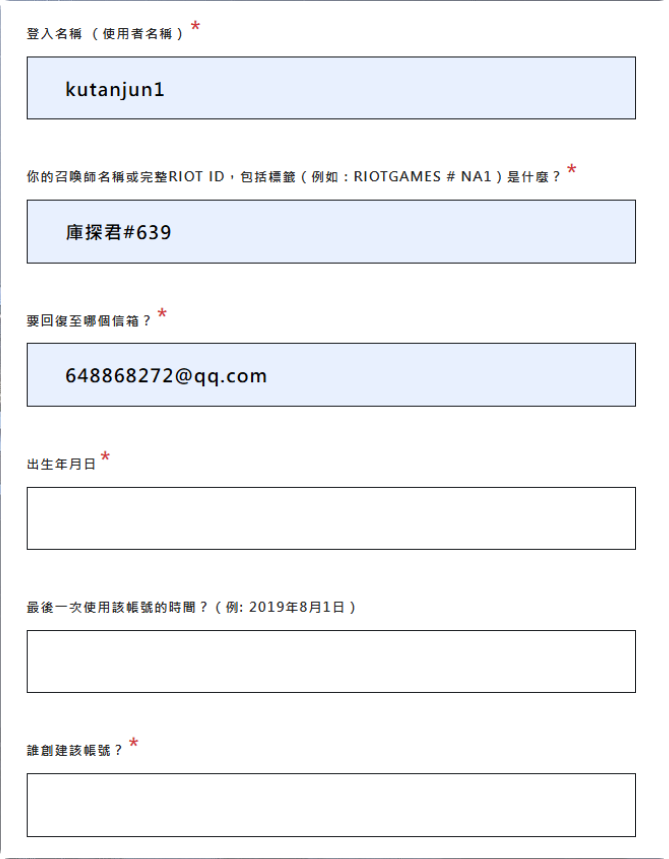 登入名稱 （使用者名稱）*
kutanjun1
你的召喚師名稱或完整RIOT ID，包括標籤（例如：RIOTGAMES # NA1）是什麼？*
庫探君#639
要回復至哪個信箱？*
648868272@qq.com
出生年月日*
最後一次使用該帳號的時間？（例: 2019年8月1日）
誰創建該帳號？*